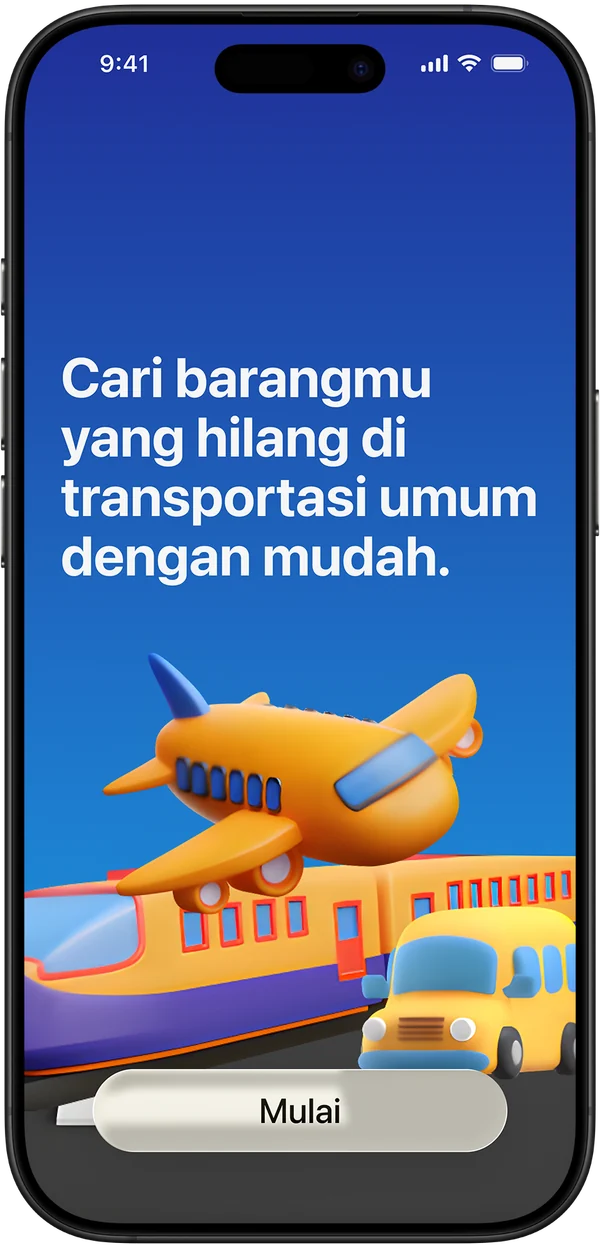 9:41
Cari barangmu
yang hilang di
transportasi umum
dengan mudah.
Mulai